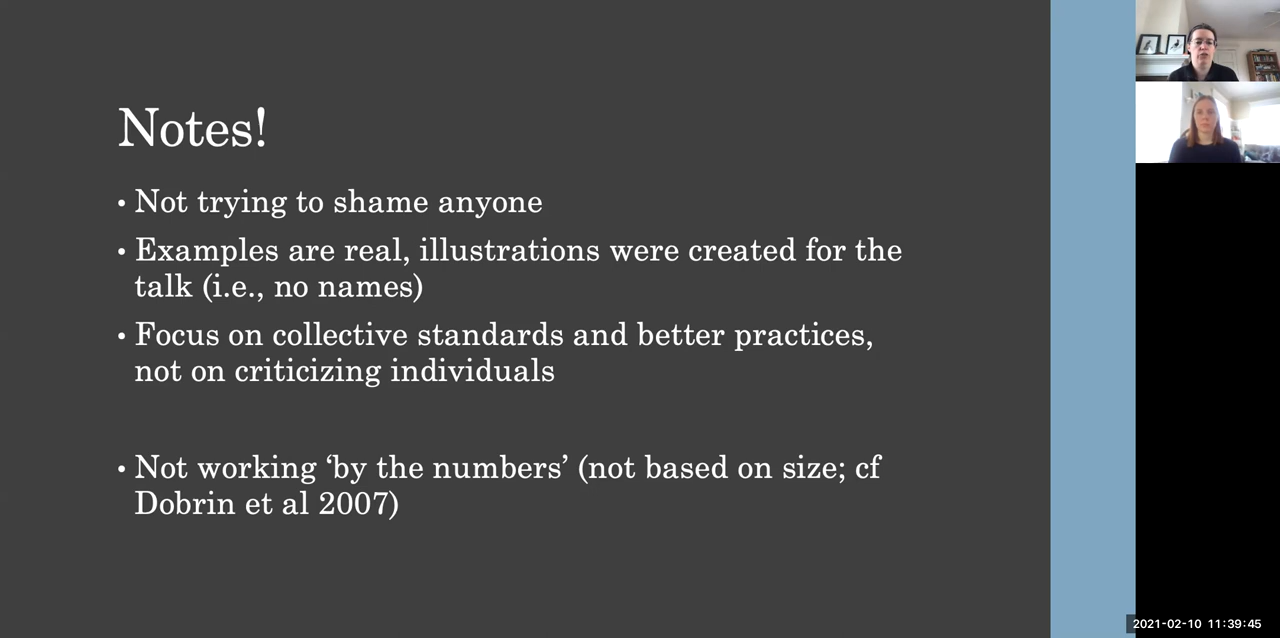 Notes!
• Not trying to shame anyone
• Examples are real, illustrations were created for the
talk (i.e., no names)
• Focus on collective standards and better practices,
not on criticizing individuals
• Not working ‘by the numbers’ (not based on size; cf
Dobrin et al 2007)
2021-02-10 11:39:45